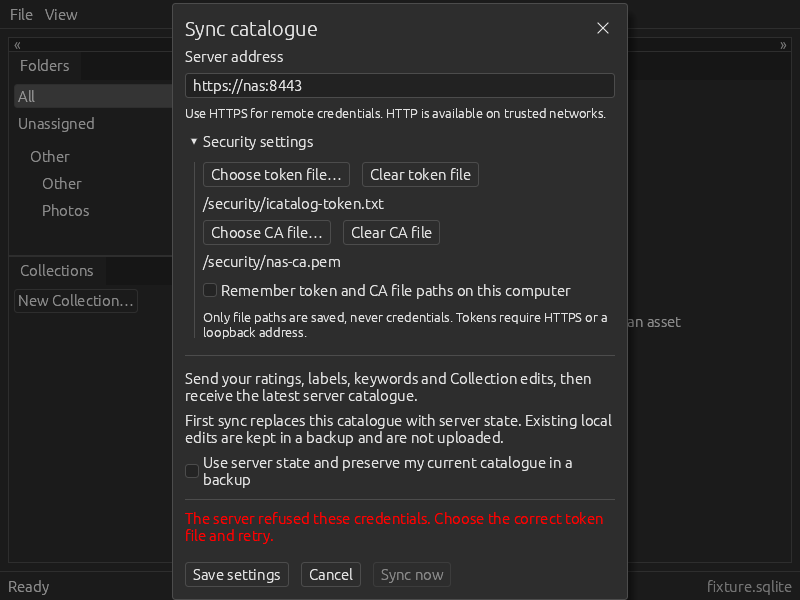 File View
Sync catalogue
Server address
https://nas:8443
Use HTTPS for remote credentials. HTTP is available on trusted networks.
Security settings
Choose token file… Clear token file
/security/icatalog-token.txt
Choose CA file… Clear CA file
/security/nas-ca.pem
Remember token and CA file paths on this computer
Only file paths are saved, never credentials. Tokens require HTTPS or a
loopback address.
Send your ratings, labels, keywords and Collection edits, then
receive the latest server catalogue.
First sync replaces this catalogue with server state. Existing local
edits are kept in a backup and are not uploaded.
Use server state and preserve my current catalogue in a
backup
The server refused these credentials. Choose the correct token
file and retry.
Save settings Cancel Sync now
Folders
All
Unassigned
Other
Other
Photos
Collections
New Collection…
an asset
Ready
fixture.sqlite